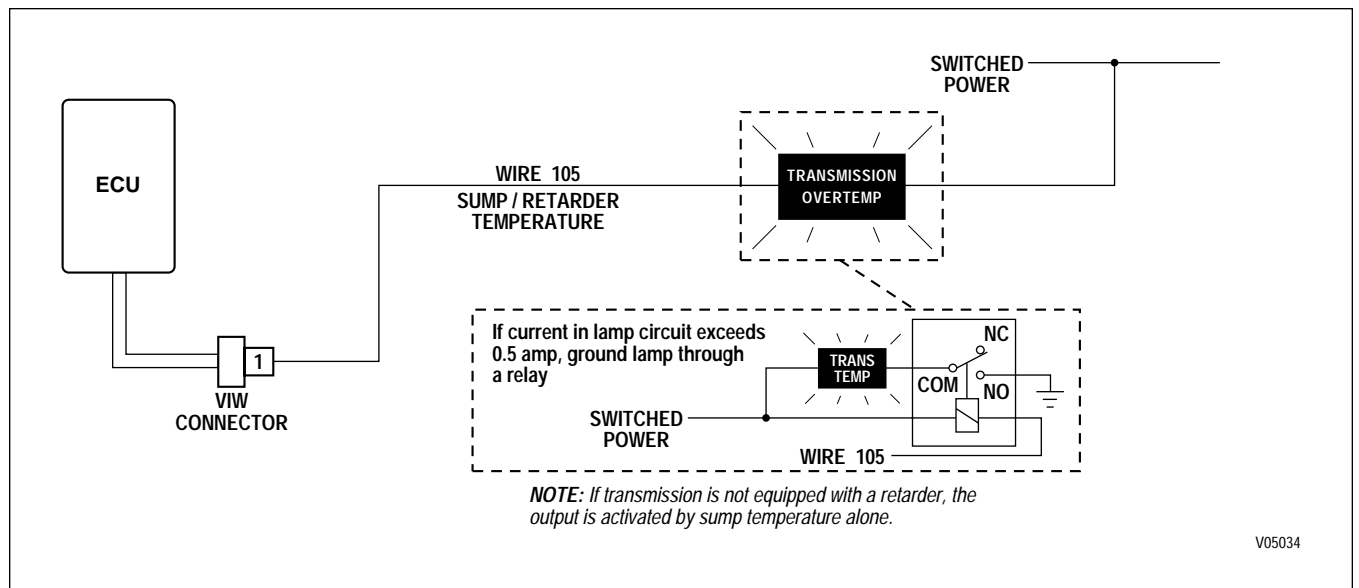 SWITCHED
POWER
ECU
TRANSMISSION
OVERTEMP
WIRE 105
SUMP / RETARDER
TEMPERATURE
1
VIW
CONNECTOR
If current in lamp circuit exceeds
0.5 amp, ground lamp through
a relay
TRANS
TEMP
NC
COM
NO
SWITCHED
POWER
WIRE 105
NOTE: If transmission is not equipped with a retarder, the
output is activated by sump temperature alone.
V05034